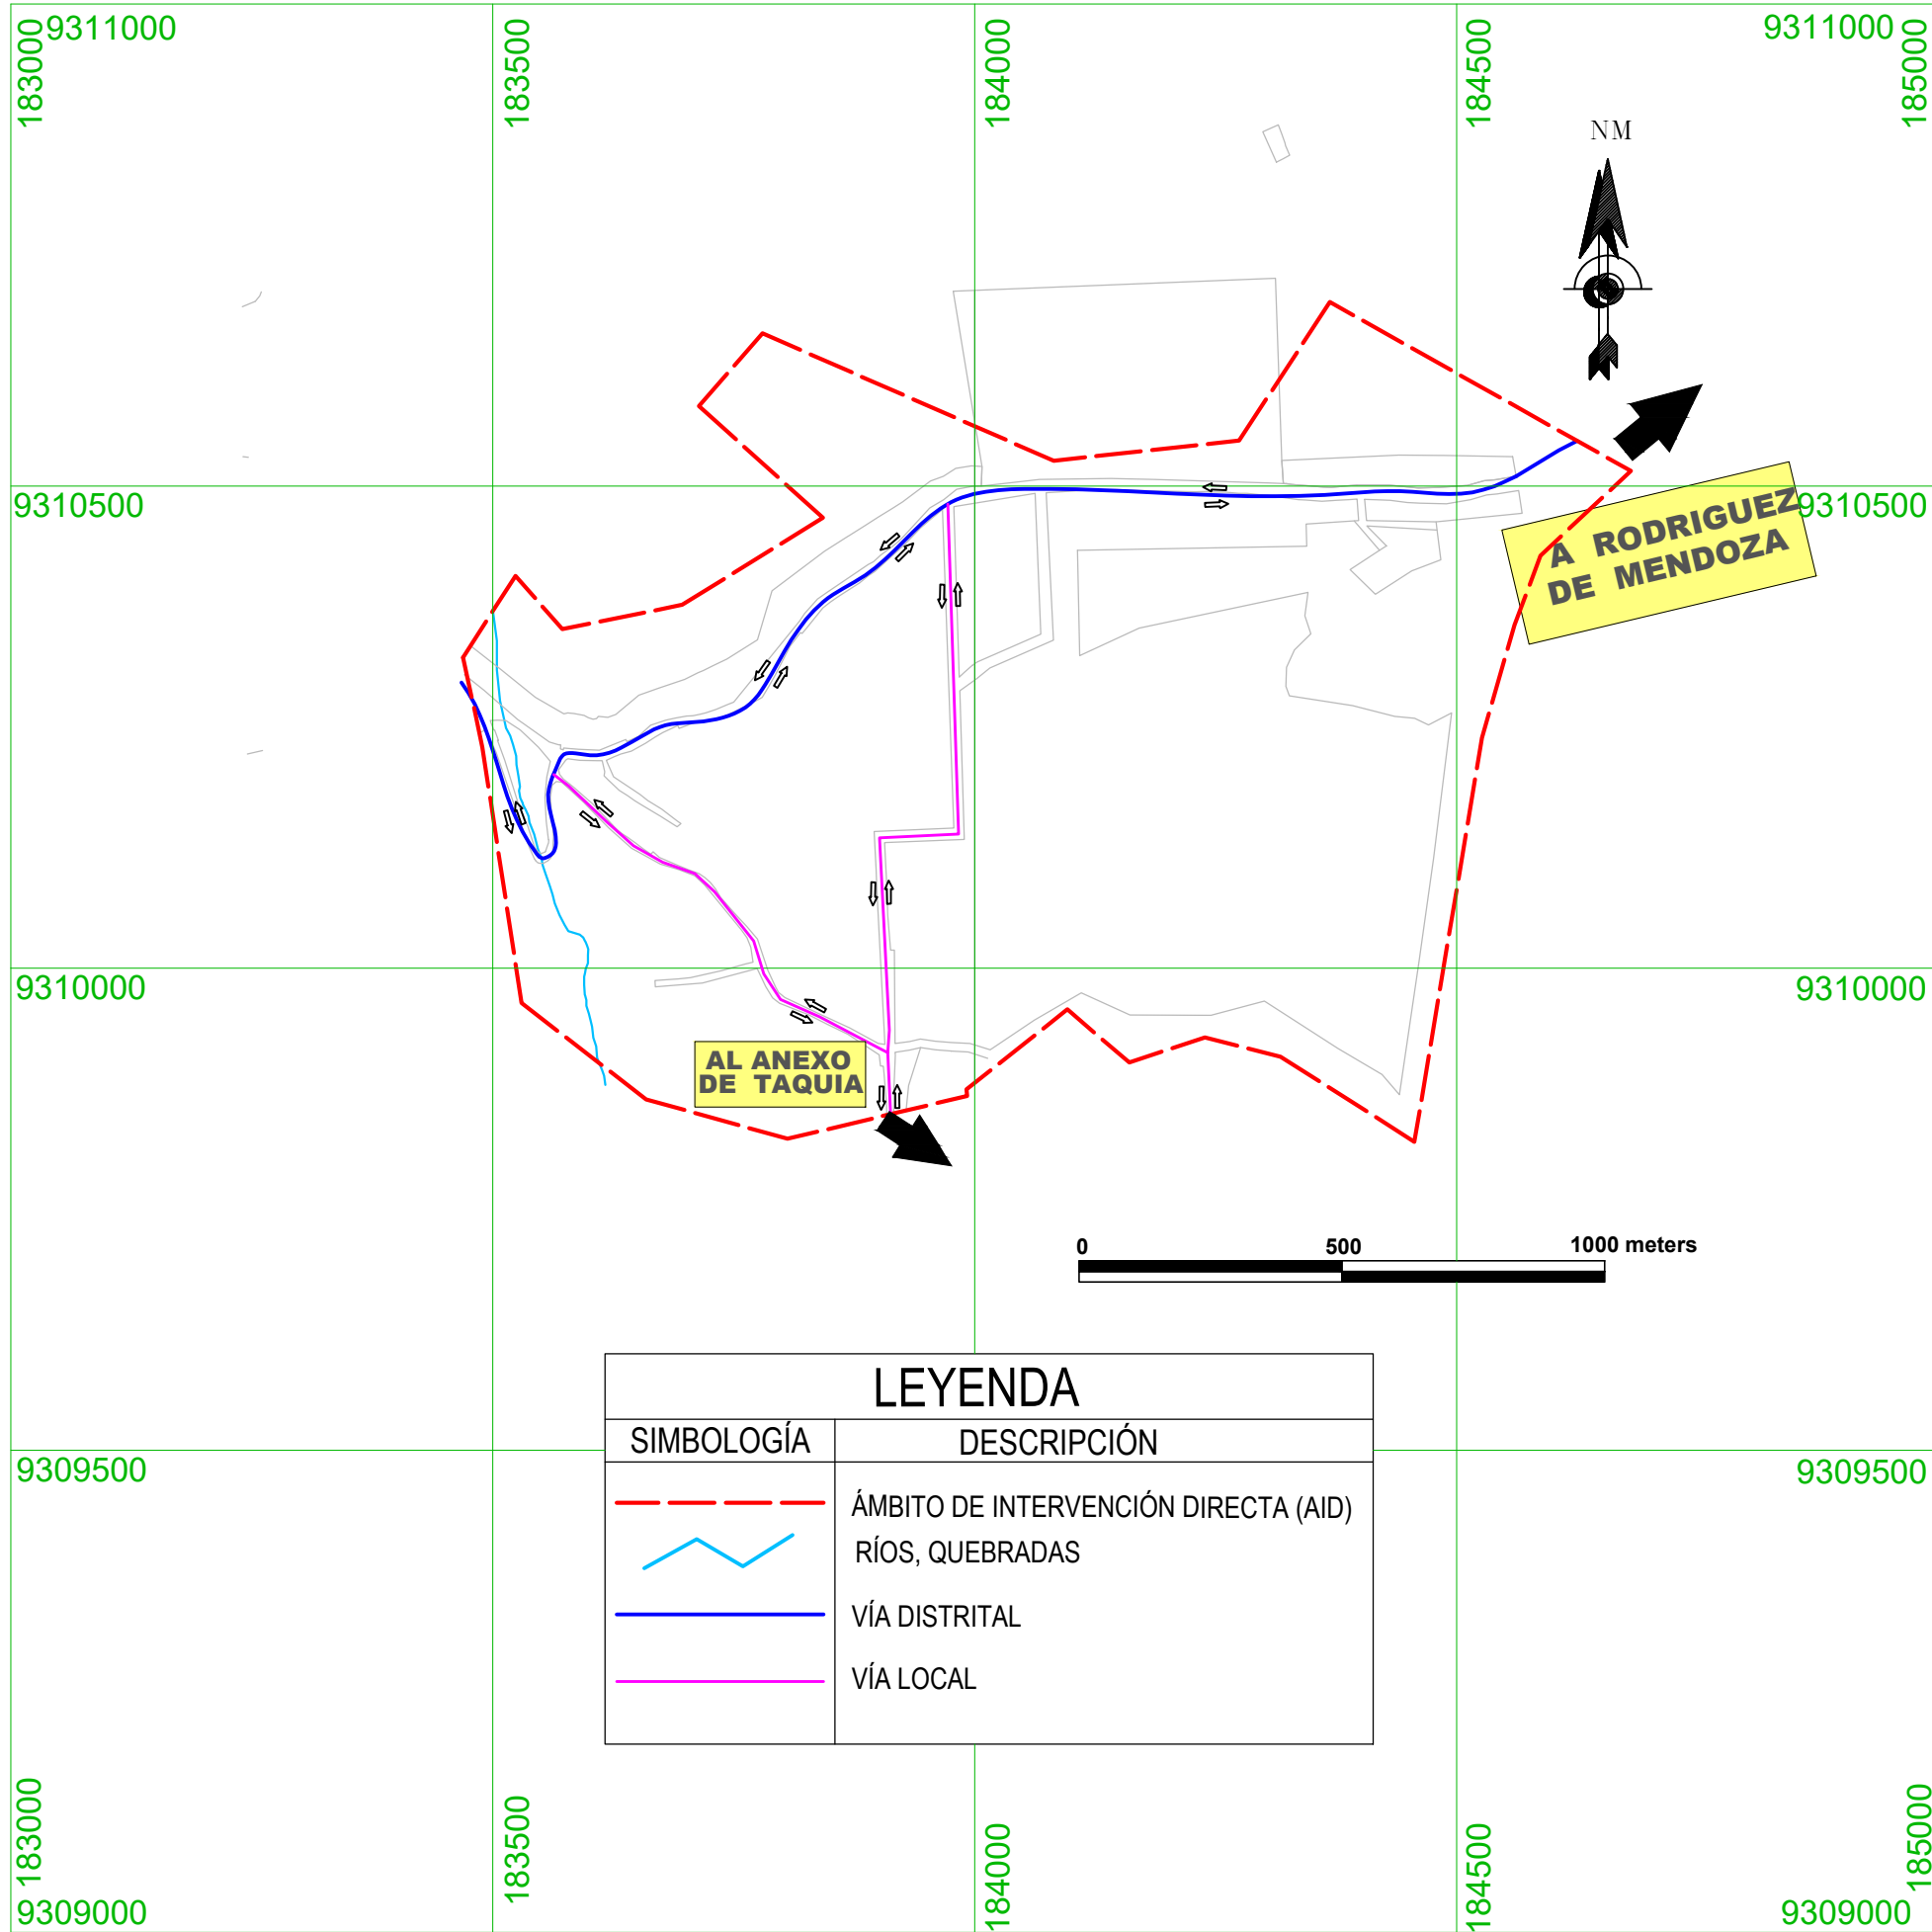 183000
9311000
183500
184000
184500
9311000
185000
NM
9310500
9310500
A RODRIGUEZ
DE MENDOZA
9310000
9310000
AL ANEXO
DE TAQUIA
0 500 1000 meters
LEYENDA
SIMBOLOGÍA DESCRIPCIÓN
9309500
9309500
ÁMBITO DE INTERVENCIÓN DIRECTA (AID)
RÍOS, QUEBRADAS
VÍA DISTRITAL
VÍA LOCAL
183000
183500
184000
184500
185000
9309000
9309000